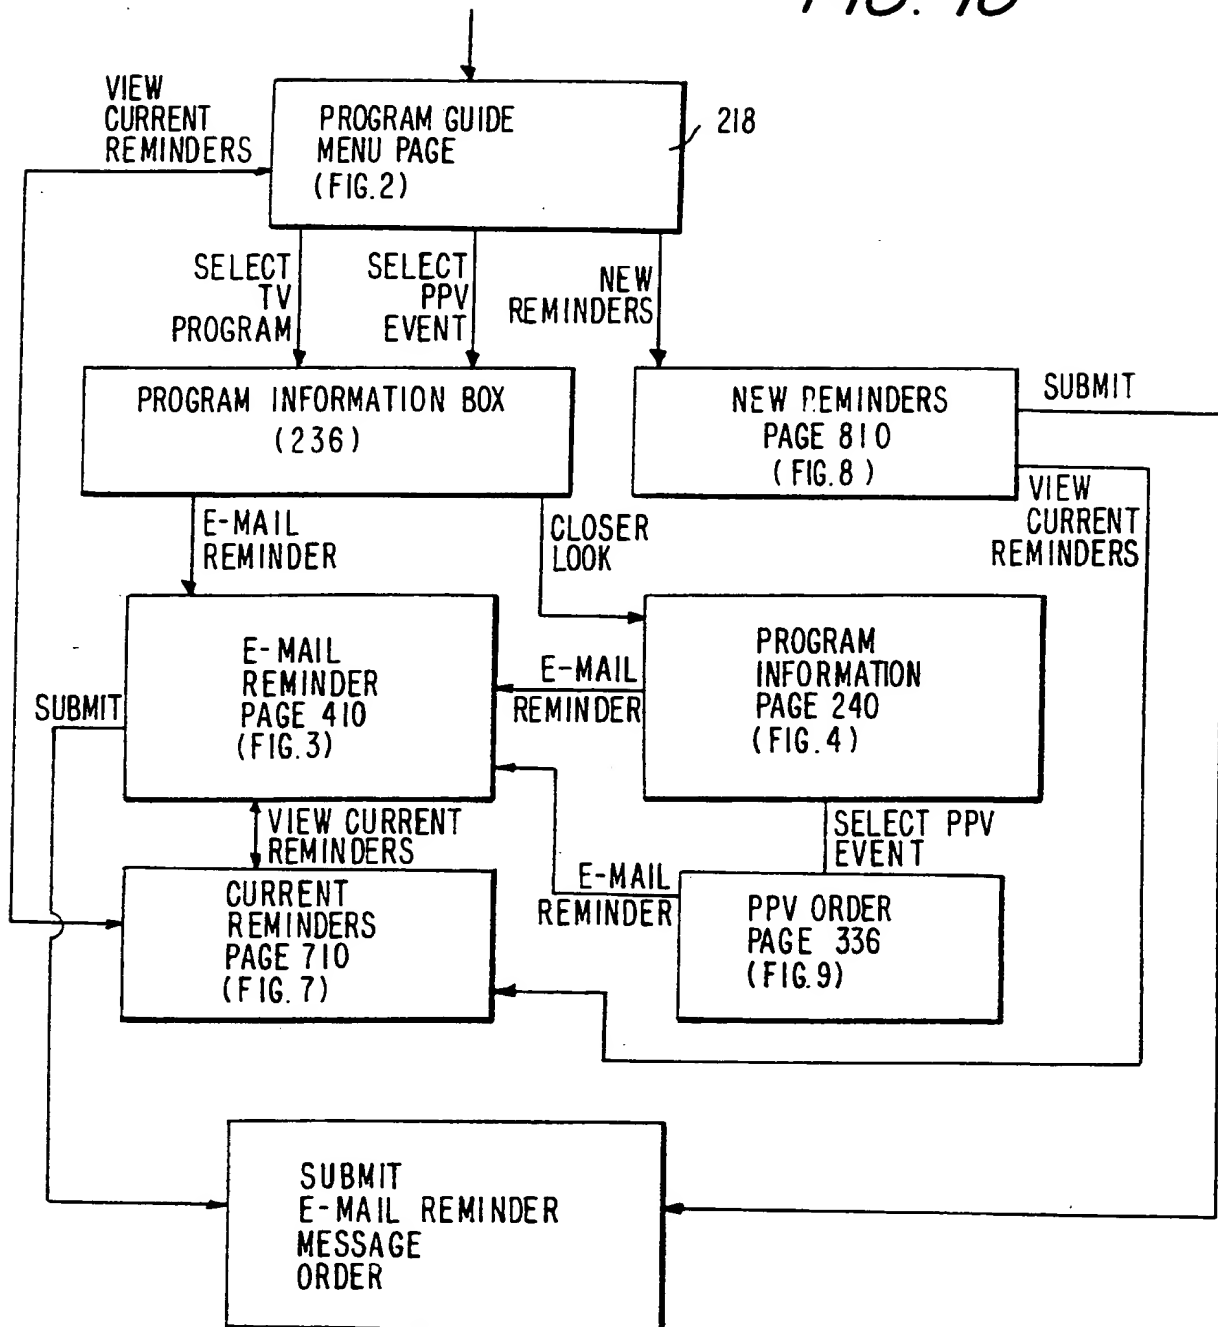 FIG. 10
VIEW
CURRENT
REMINDERS
PROGRAM GUIDE
MENU PAGE
(FIG.2)
218
SELECT
TV
PROGRAM
SELECT
PPV
EVENT
NEW
REMINDERS
PROGRAM INFORMATION BOX
(236)
NEW REMINDERS
PAGE 810
(FIG.8)
SUBMIT
VIEW
CURRENT
REMINDERS
E-MAIL
REMINDER
CLOSER
LOOK
E-MAIL
REMINDER
PAGE 410
(FIG.3)
E-MAIL
REMINDER
PROGRAM
INFORMATION
PAGE 240
(FIG.4)
SUBMIT
VIEW CURRENT
REMINDERS
SELECT PPV
EVENT
CURRENT
REMINDERS
PAGE 710
(FIG.7)
E-MAIL
REMINDER
PPV ORDER
PAGE 336
(FIG.9)
SUBMIT
E-MAIL REMINDER
MESSAGE
ORDER